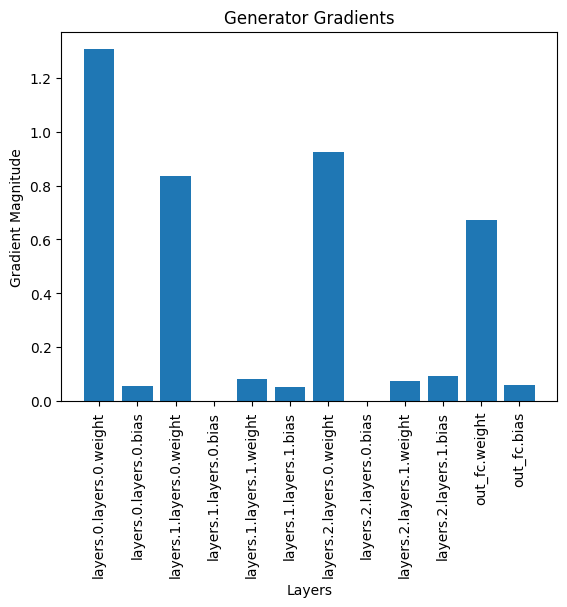 Generator Gradients
Gradient Magnitude
1.2
1.0
0.8
0.6
0.4
0.2
0.0
layers.0.layers.0.weight
layers.0.layers.0.bias
layers.1.layers.0.weight
layers.1.layers.0.bias
layers.1.layers.1.weight
layers.1.layers.1.bias
layers.2.layers.0.weight
layers.2.layers.0.bias
layers.2.layers.1.weight
layers.2.layers.1.bias
out_fc.weight
out_fc.bias
Layers